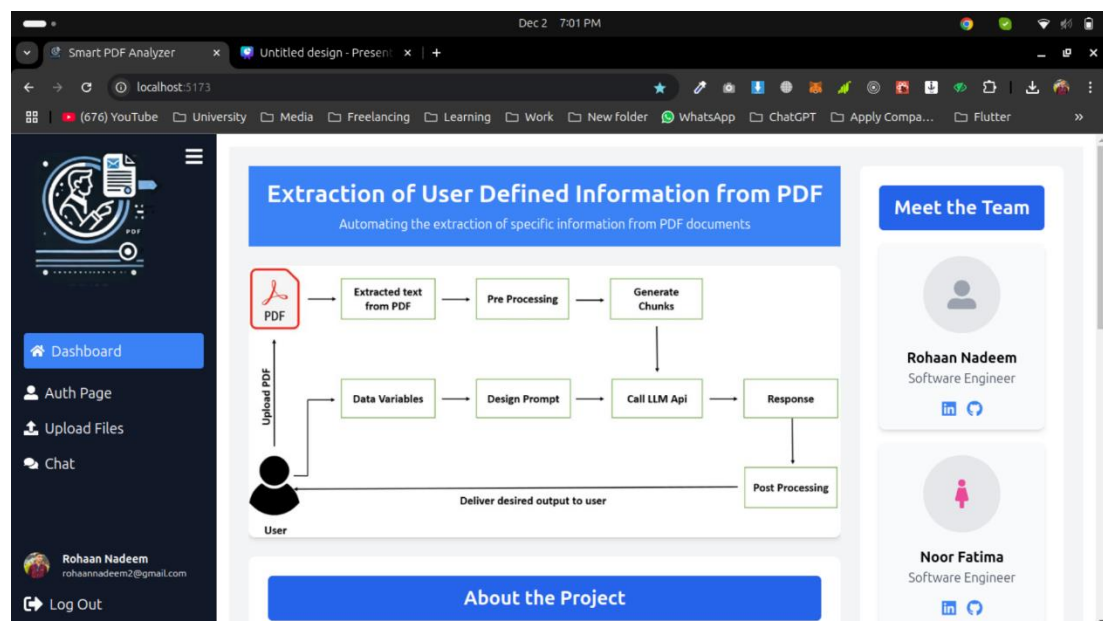 Dec 2 7:01 PM
Smart PDF Analyzer
Untitled design - Present
localhost:5173
(676) YouTube
University
Media
Freelancing
Learning
Work
New folder
WhatsApp
ChatGPT
Apply Compa...
Flutter
PDF
Dashboard
Auth Page
Upload Files
Chat
Rohaan Nadeem
rohaannadeem2@gmail.com
Log Out
Extraction of User Defined Information from PDF
Automating the extraction of specific information from PDF documents
PDF
Extracted text
from PDF
Pre Processing
Generate
Chunks
Upload PDF
Data Variables
Design Prompt
Call LLM Api
Response
Post Processing
Deliver desired output to user
User
About the Project
Meet the Team
Rohaan Nadeem
Software Engineer
Noor Fatima
Software Engineer